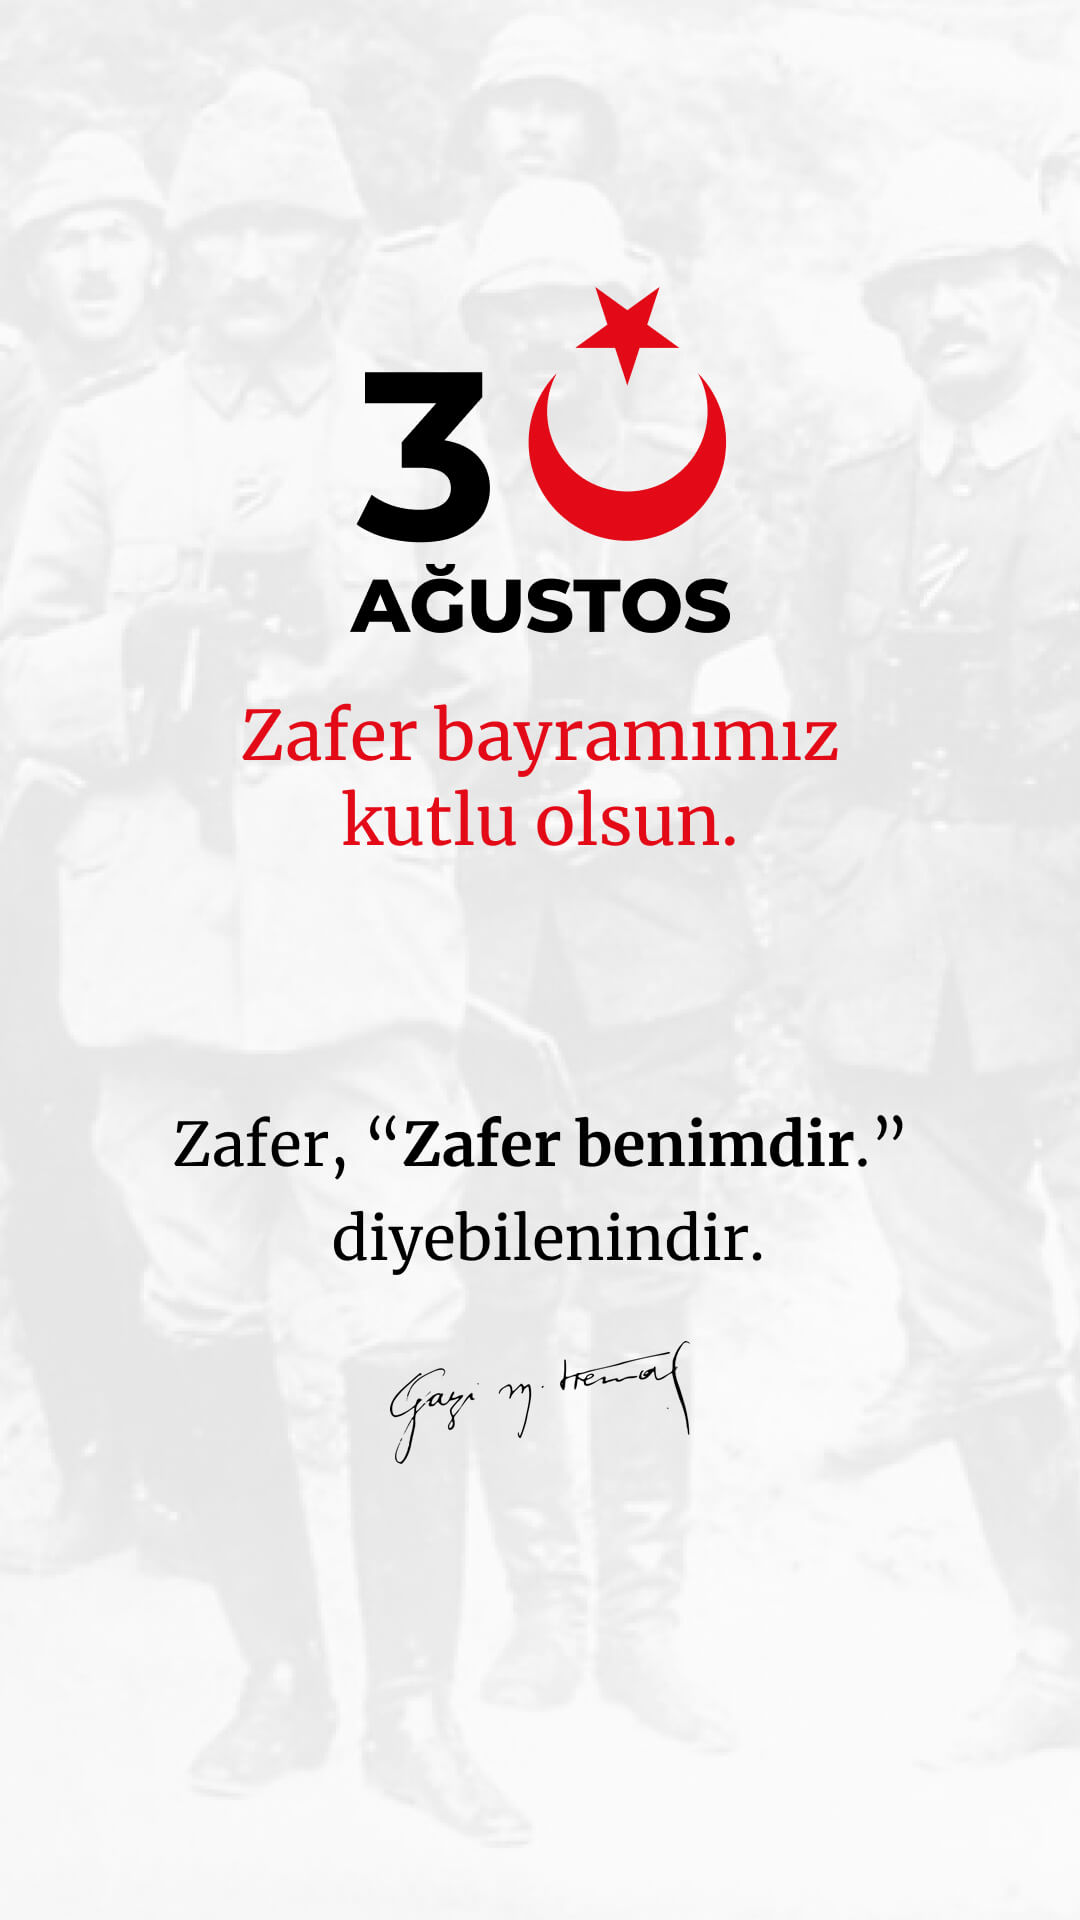 30
AĞUSTOS
Zafer bayramımız
kutlu olsun.
Zafer, “Zafer benimdir.”
diyebilenindir.
Gazi M. Kemal